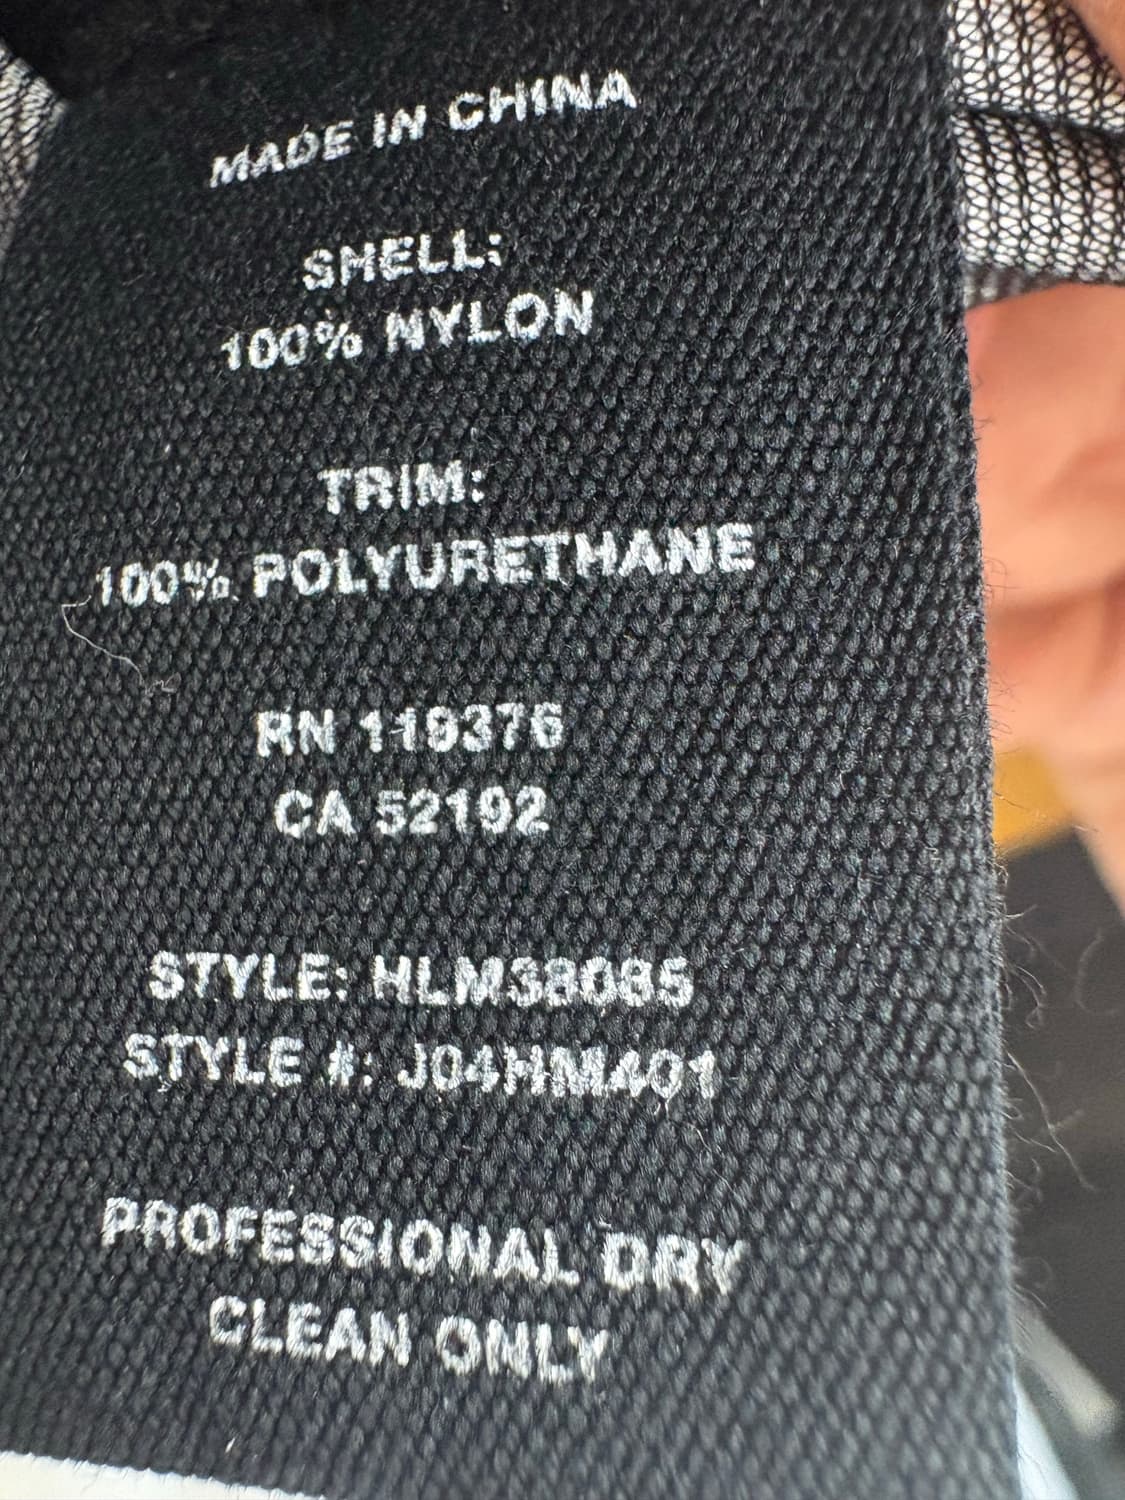 MADE IN CHINA
SHELL:
100% NYLON
TRIM:
100% POLYURETHANE
RN 119376
CA 52192
STYLE: HLM38085
STYLE #: J04HMA01
PROFESSIONAL DRY
CLEAN ONLY